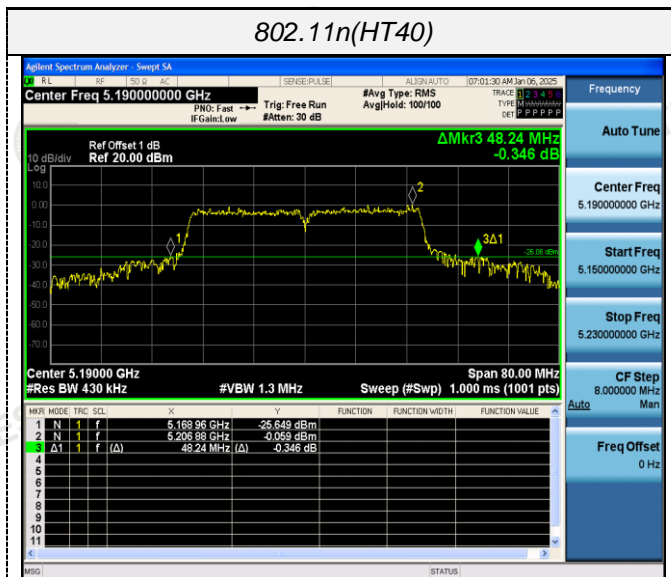 802.11n(HT40)
Agilent Spectrum Analyzer - Swept SA
LXI RL RF 50 Ω AC SENSE:PULSE ALIGN AUTO 07:01:30 AM Jan 06, 2025
Center Freq 5.190000000 GHz
PNO: Fast
IFGain:Low
Trig: Free Run
#Atten: 30 dB
#Avg Type: RMS
Avg|Hold: 100/100
TRACE 1 2 3 4 5 6
TYPE M
DET P P P P P P
Ref Offset 1 dB
10 dB/div Ref 20.00 dBm
ΔMkr3 48.24 MHz
-0.346 dB
Log
10.0
0.00
-10.0
-20.0
-30.0
-40.0
-50.0
-60.0
-70.0
1
2
3Δ1
-26.06 dBm
Center 5.19000 GHz
Span 80.00 MHz
#Res BW 430 kHz #VBW 1.3 MHz Sweep (#Swp) 1.000 ms (1001 pts)
MKR MODE TRC SCL X Y FUNCTION FUNCTION WIDTH FUNCTION VALUE
1 N 1 f 5.168 96 GHz -25.649 dBm
2 N 1 f 5.206 88 GHz -0.059 dBm
3 Δ1 1 f (Δ) 48.24 MHz (Δ) -0.346 dB
4
5
6
7
8
9
10
11
MSG STATUS
Frequency
Auto Tune
Center Freq
5.190000000 GHz
Start Freq
5.150000000 GHz
Stop Freq
5.230000000 GHz
CF Step
8.000000 MHz
Auto Man
Freq Offset
0 Hz